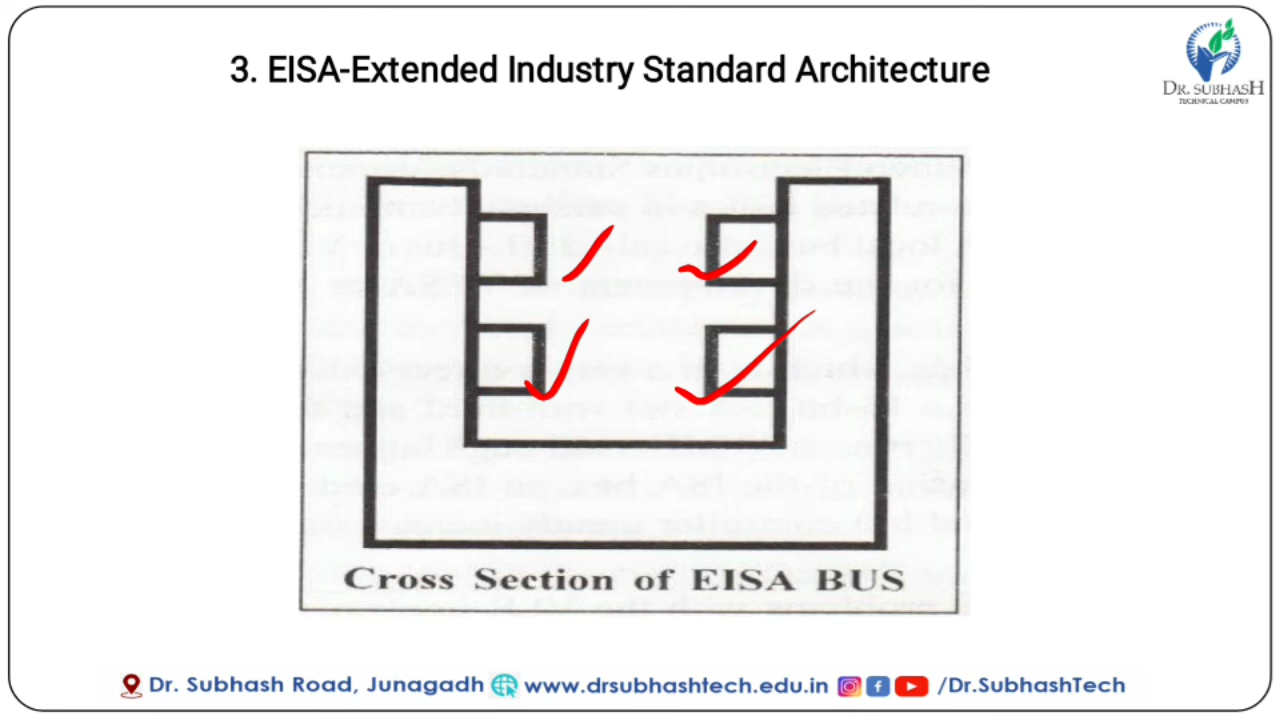 3. EISA-Extended Industry Standard Architecture
DR. SUBHASH
TECHNICAL CAMPUS
Cross Section of EISA BUS
Dr. Subhash Road, Junagadh www.drsubhashtech.edu.in /Dr.SubhashTech